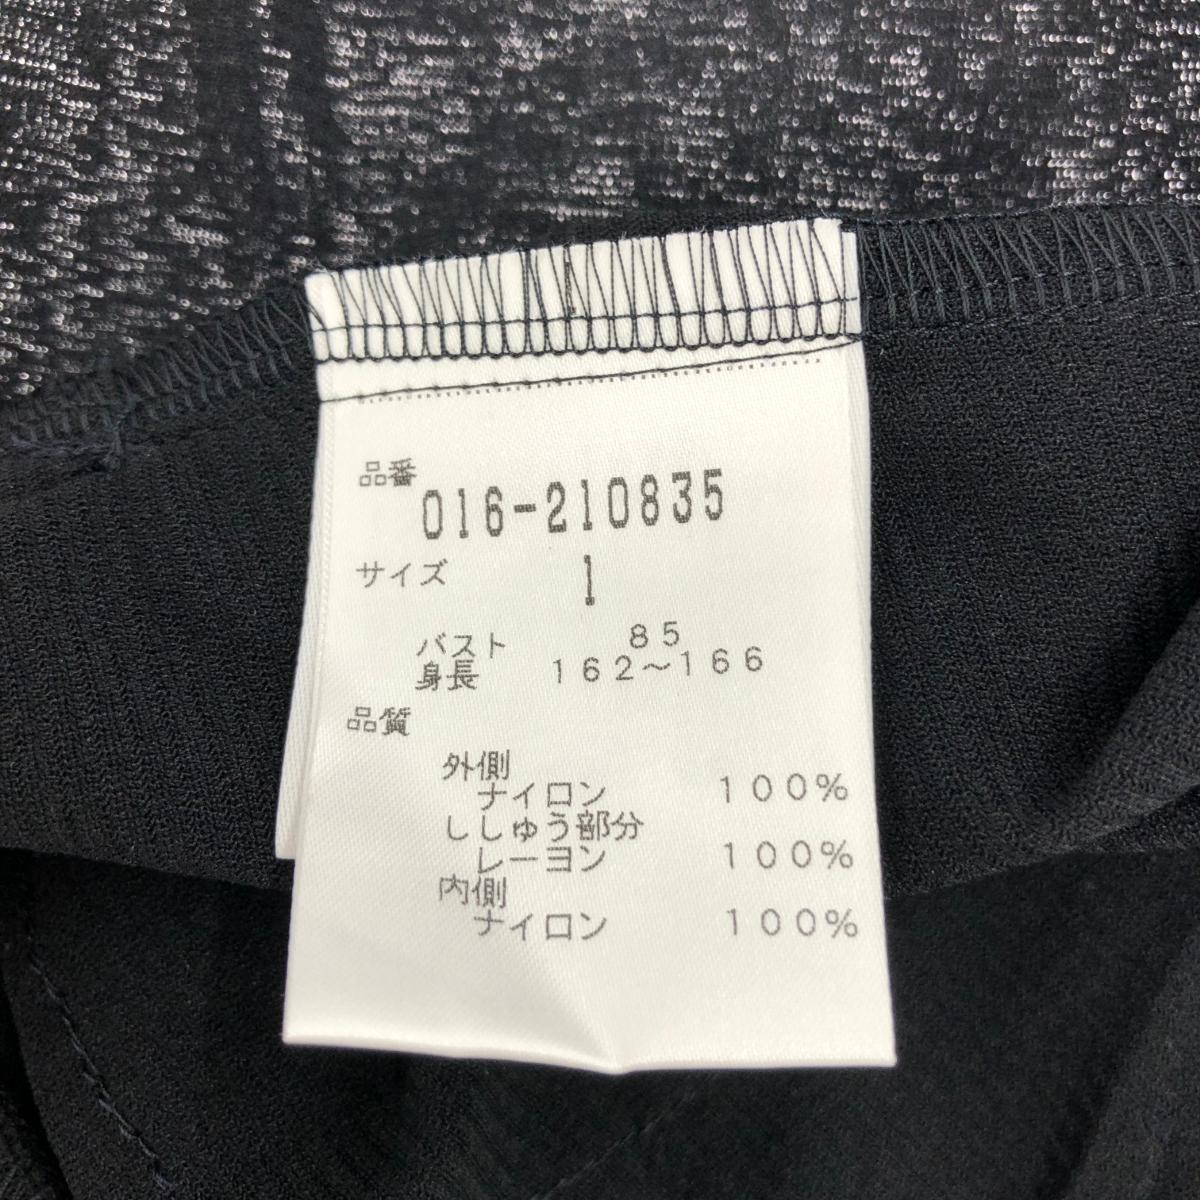 品番
016-210835
サイズ 1
バスト 85
身長 162～166
品質
外側
ナイロン 100%
ししゅう部分
レーヨン 100%
内側
ナイロン 100%